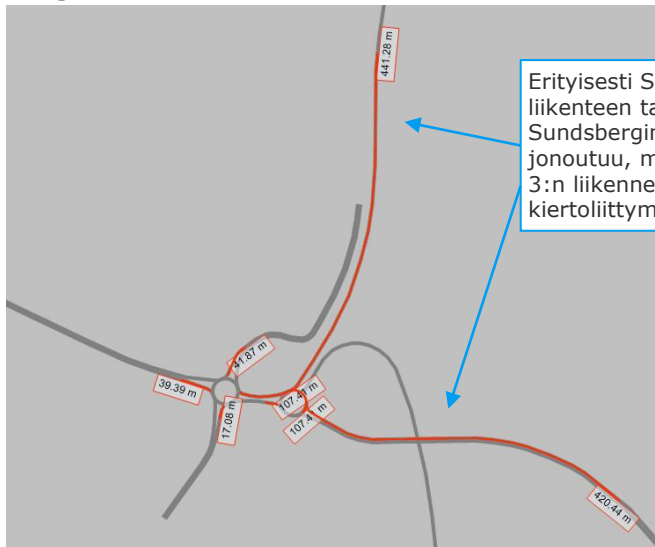 441.28 m
Erityisesti S
liikenteen ta
Sundsbergin
jonoutuu, m
3:n liikenne
kiertoliittym
41.87 m
39.39 m
17.08 m
107.41 m
107.41 m
420.44 m